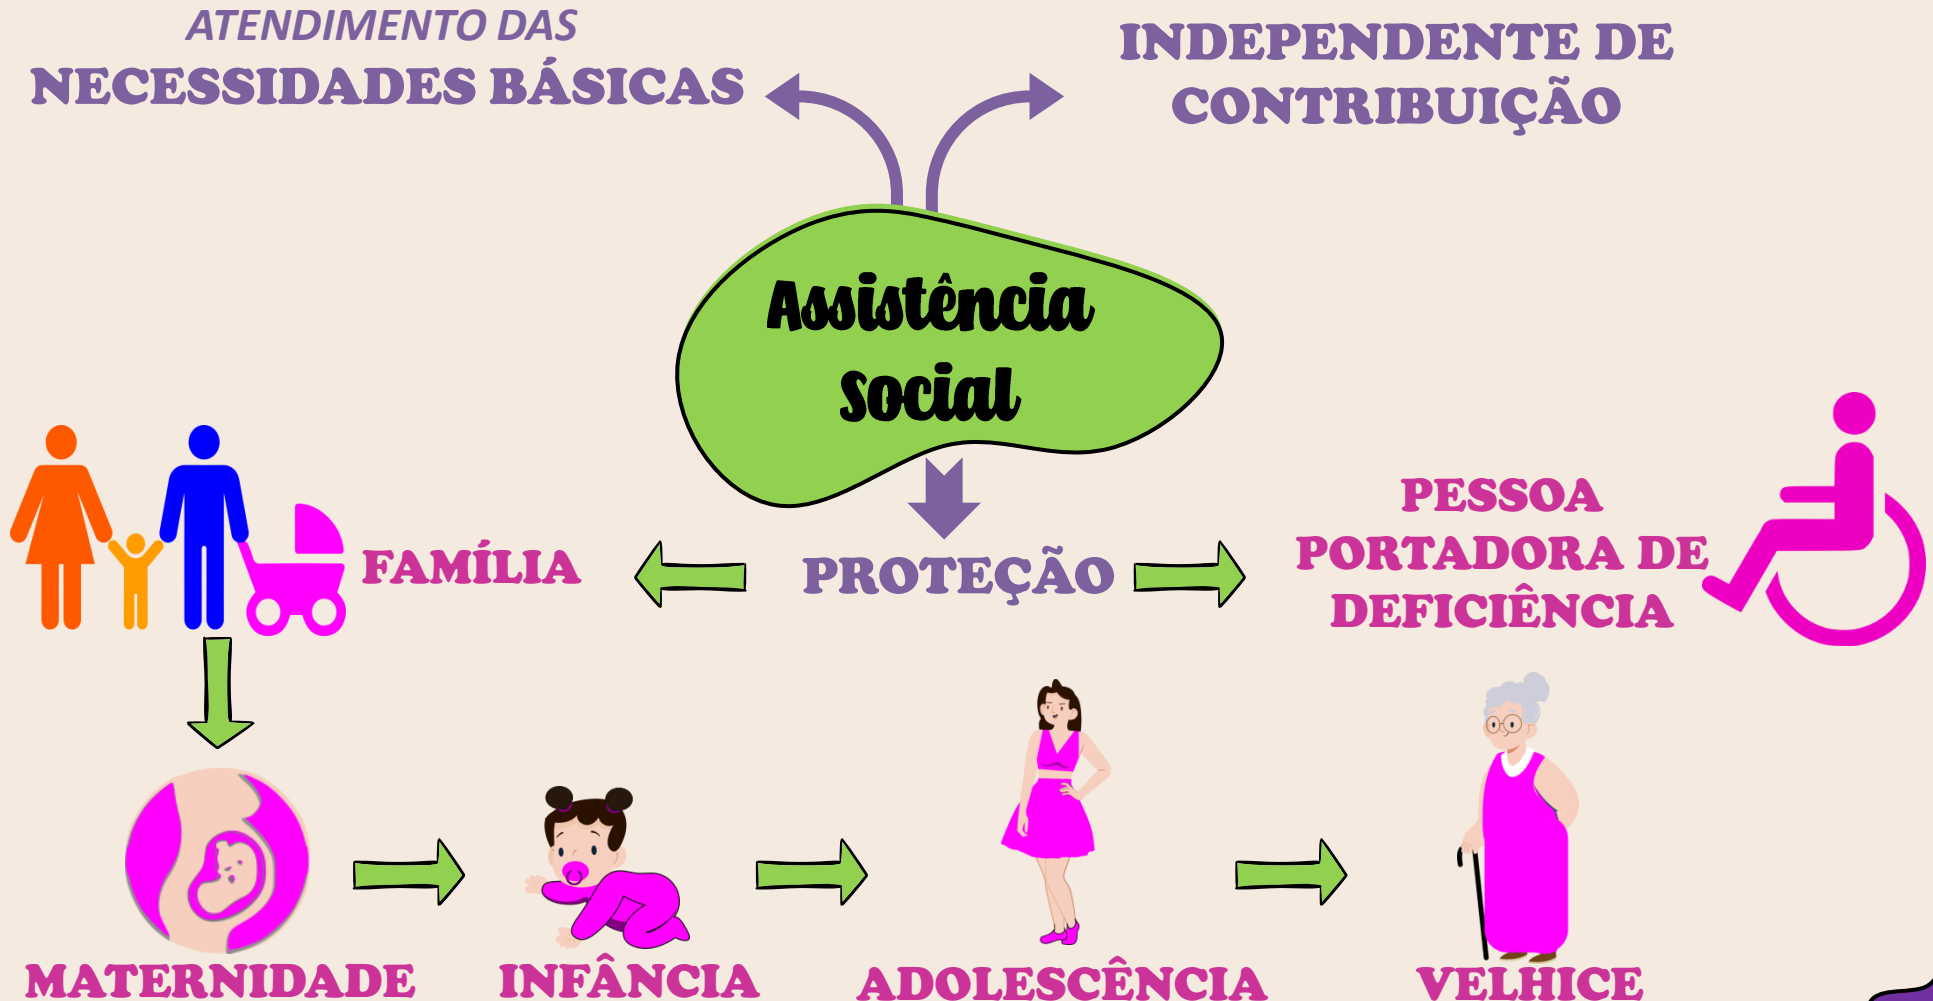 ATENDIMENTO DAS
NECESSIDADES BÁSICAS
INDEPENDENTE DE
CONTRIBUIÇÃO
Assistência
Social
FAMÍLIA
PROTEÇÃO
PESSOA
PORTADORA DE
DEFICIÊNCIA
MATERNIDADE
INFÂNCIA
ADOLESCÊNCIA
VELHICE